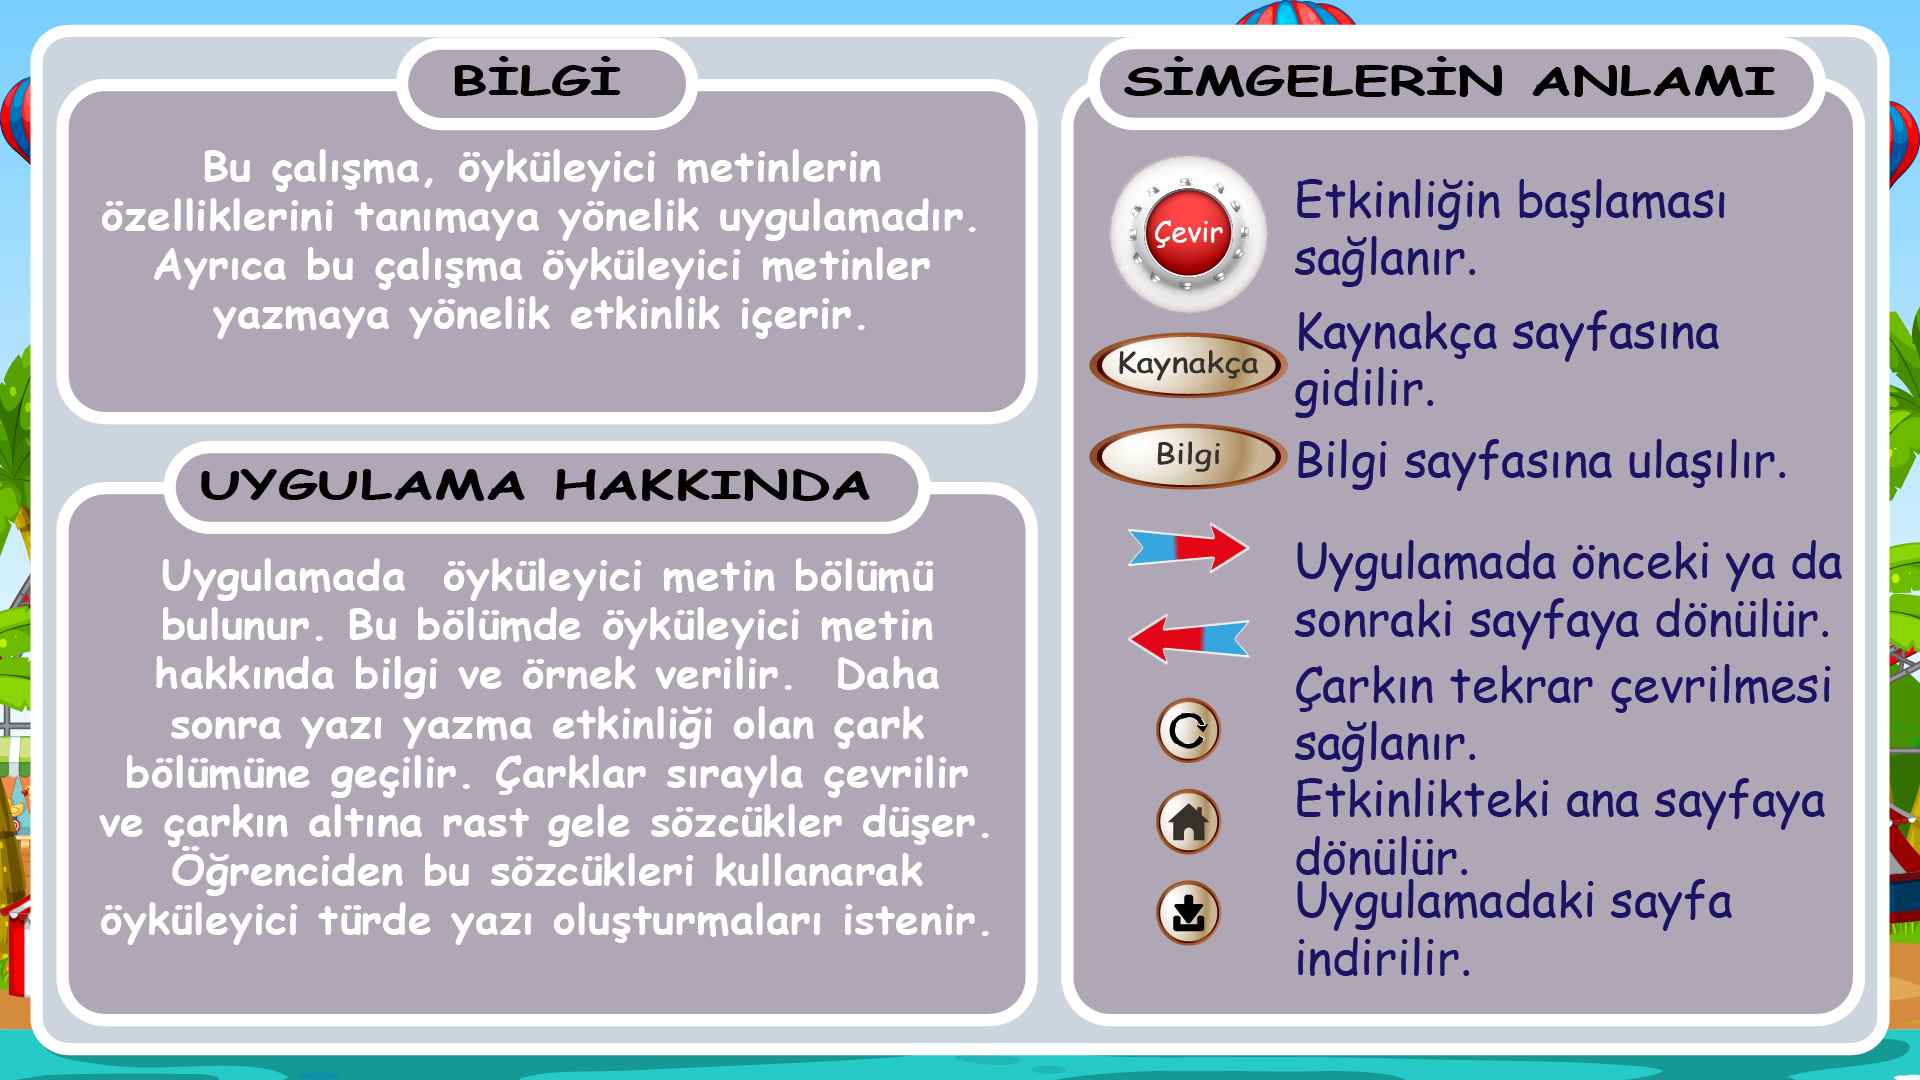 BİLGİ
Bu çalışma, öyküleyici metinlerin
özelliklerini tanımaya yönelik uygulamadır.
Ayrıca bu çalışma öyküleyici metinler
yazmaya yönelik etkinlik içerir.
UYGULAMA HAKKINDA
Uygulamada öyküleyici metin bölümü
bulunur. Bu bölümde öyküleyici metin
hakkında bilgi ve örnek verilir. Daha
sonra yazı yazma etkinliği olan çark
bölümüne geçilir. Çarklar sırayla çevrilir
ve çarkın altına rast gele sözcükler düşer.
Öğrenciden bu sözcükleri kullanarak
öyküleyici türde yazı oluşturmaları istenir.
SİMGELERİN ANLAMI
Çevir
Etkinliğin başlaması
sağlanır.
Kaynakça
Kaynakça sayfasına
gidilir.
Bilgi
Bilgi sayfasına ulaşılır.
Uygulamada önceki ya da
sonraki sayfaya dönülür.
Çarkın tekrar çevrilmesi
sağlanır.
Etkinlikteki ana sayfaya
dönülür.
Uygulamadaki sayfa
indirilir.